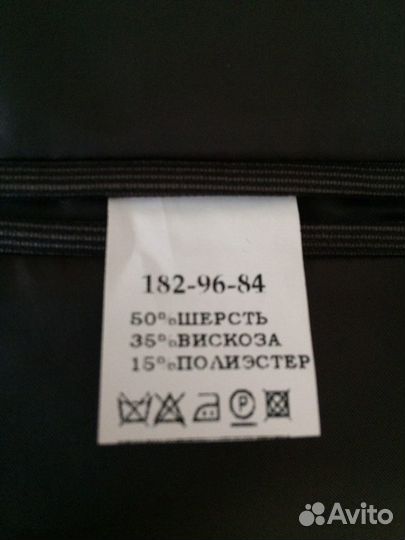 182-96-84
50%ШЕРСТЬ
35%ВИСКОЗА
15%ПОЛИЭСТЕР
P
Avito